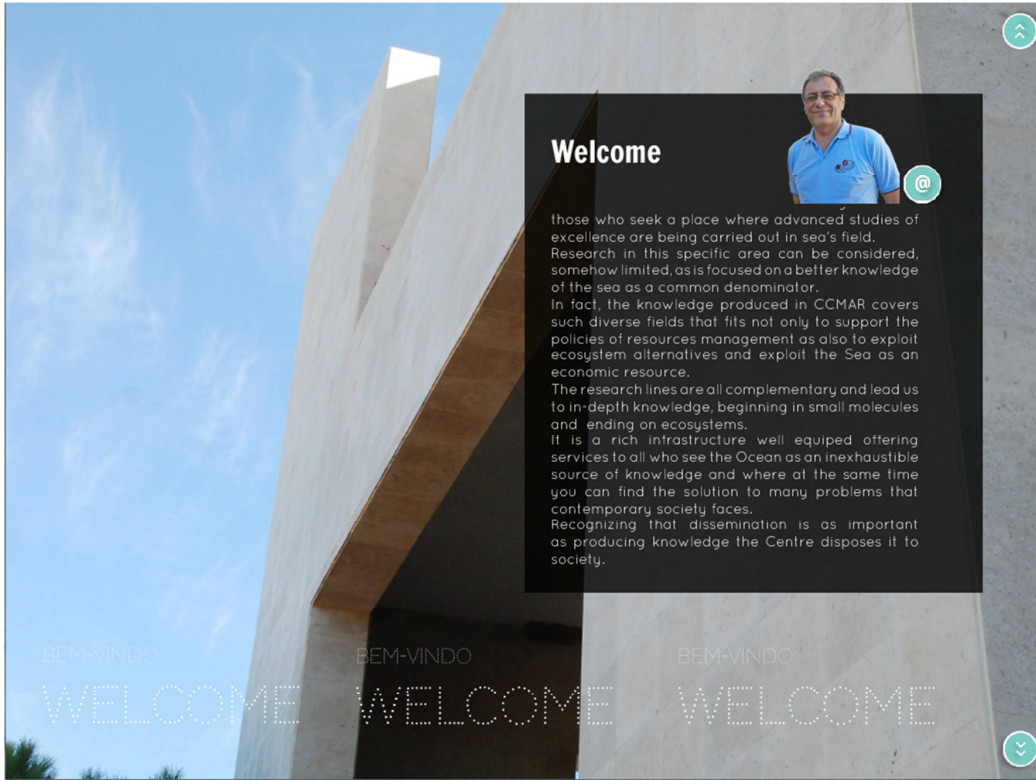 Welcome
@
those who seek a place where advanced studies of
excellence are being carried out in sea's field.
Research in this specific area can be considered,
somehow limited, as is focused on a better knowledge
of the sea as a common denominator.
In fact, the knowledge produced in CCMAR covers
such diverse fields that fits not only to support the
policies of resources management as also to exploit
ecosystem alternatives and exploit the Sea as an
economic resource.
The research lines are all complementary and lead us
to in-depth knowledge, beginning in small molecules
and ending on ecosystems.
It is a rich infrastructure well equiped offering
services to all who see the Ocean as an inexhaustible
source of knowledge and where at the same time
you can find the solution to many problems that
contemporary society faces.
Recognizing that dissemination is as important
as producing knowledge the Centre disposes it to
society.
BEM-VINDO BEM-VINDO BEM-VINDO
WELCOME WELCOME WELCOME